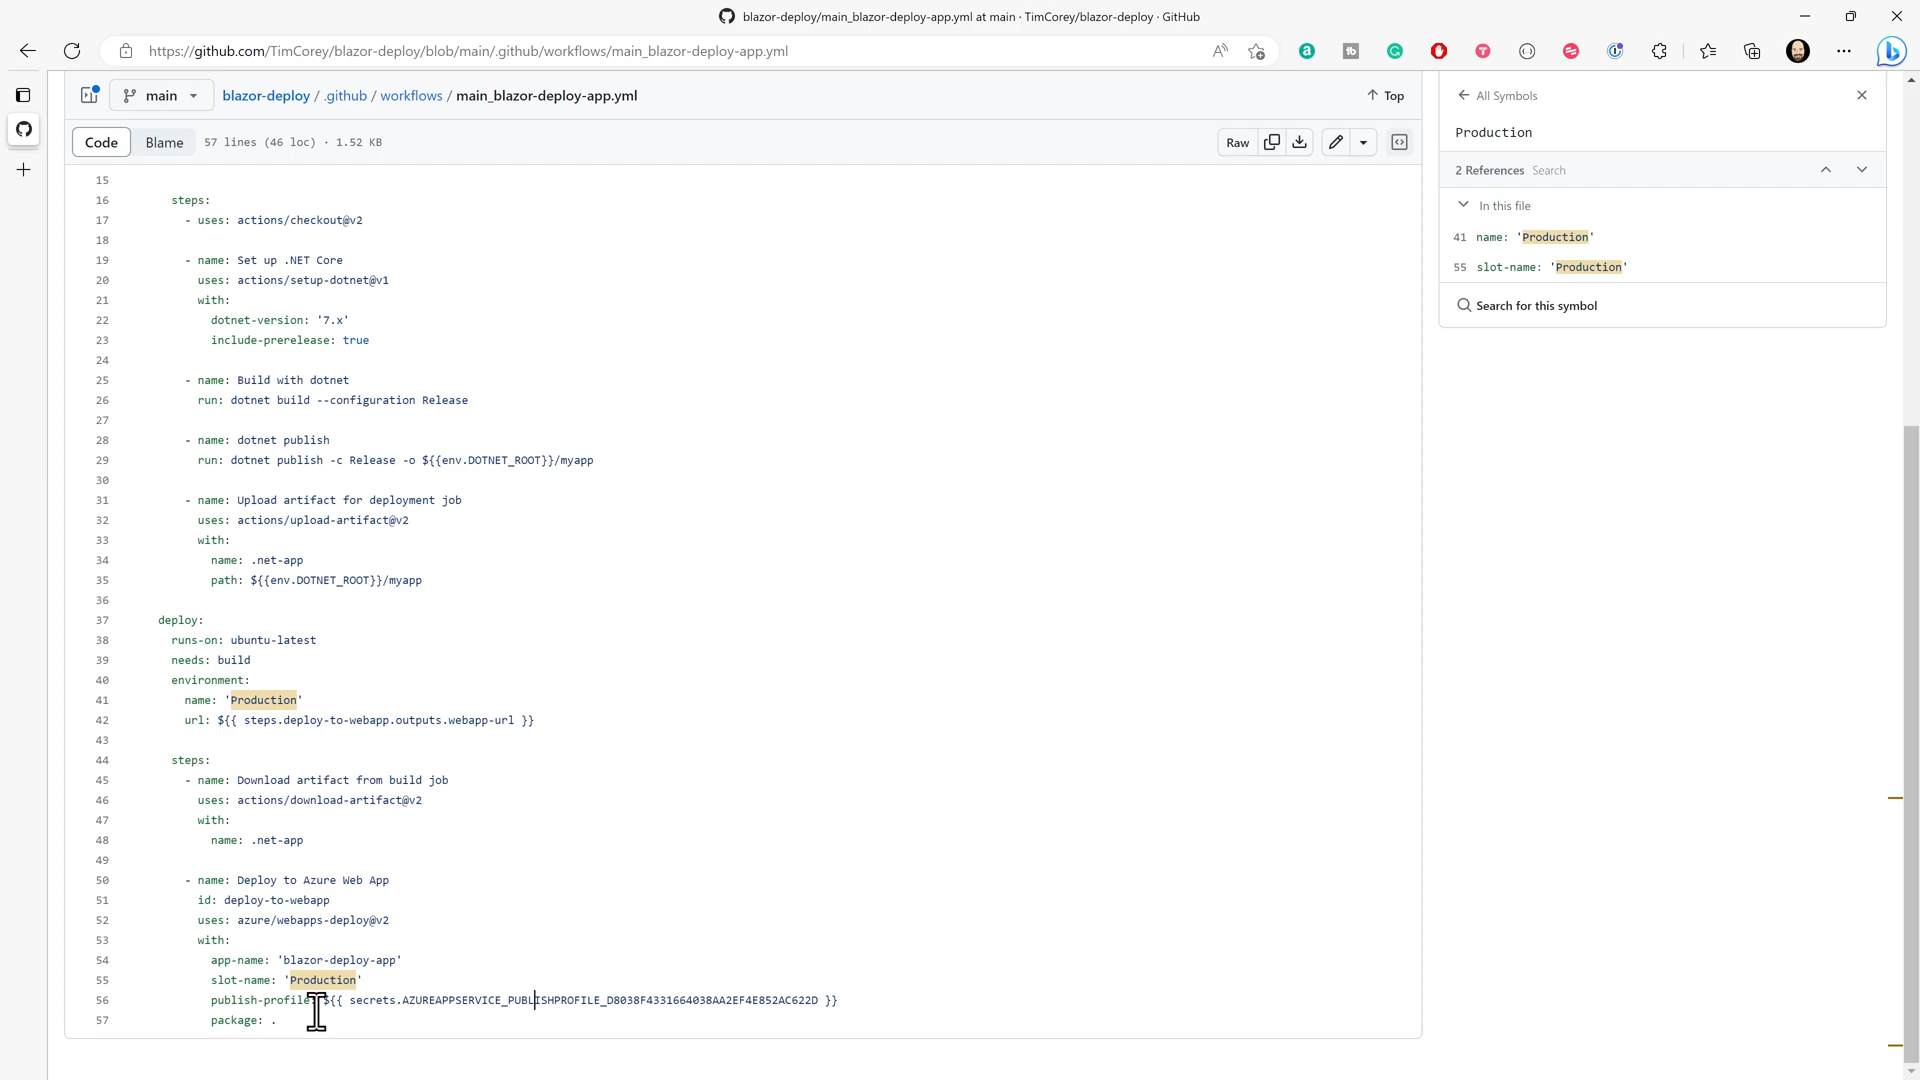 blazor-deploy/main_blazor-deploy-app.yml at main · TimCorey/blazor-deploy · GitHub
https://github.com/TimCorey/blazor-deploy/blob/main/.github/workflows/main_blazor-deploy-app.yml
main
blazor-deploy / .github / workflows / main_blazor-deploy-app.yml
Top
Code Blame 57 lines (46 loc) · 1.52 KB
Raw
15
16 steps:
17 - uses: actions/checkout@v2
18
19 - name: Set up .NET Core
20 uses: actions/setup-dotnet@v1
21 with:
22 dotnet-version: '7.x'
23 include-prerelease: true
24
25 - name: Build with dotnet
26 run: dotnet build --configuration Release
27
28 - name: dotnet publish
29 run: dotnet publish -c Release -o ${{env.DOTNET_ROOT}}/myapp
30
31 - name: Upload artifact for deployment job
32 uses: actions/upload-artifact@v2
33 with:
34 name: .net-app
35 path: ${{env.DOTNET_ROOT}}/myapp
36
37 deploy:
38 runs-on: ubuntu-latest
39 needs: build
40 environment:
41 name: 'Production'
42 url: ${{ steps.deploy-to-webapp.outputs.webapp-url }}
43
44 steps:
45 - name: Download artifact from build job
46 uses: actions/download-artifact@v2
47 with:
48 name: .net-app
49
50 - name: Deploy to Azure Web App
51 id: deploy-to-webapp
52 uses: azure/webapps-deploy@v2
53 with:
54 app-name: 'blazor-deploy-app'
55 slot-name: 'Production'
56 publish-profile: ${{ secrets.AZUREAPPSERVICE_PUBLISHPROFILE_D8038F4331664038AA2EF4E852AC622D }}
57 package: .
All Symbols
Production
2 References Search
In this file
41 name: 'Production'
55 slot-name: 'Production'
Search for this symbol